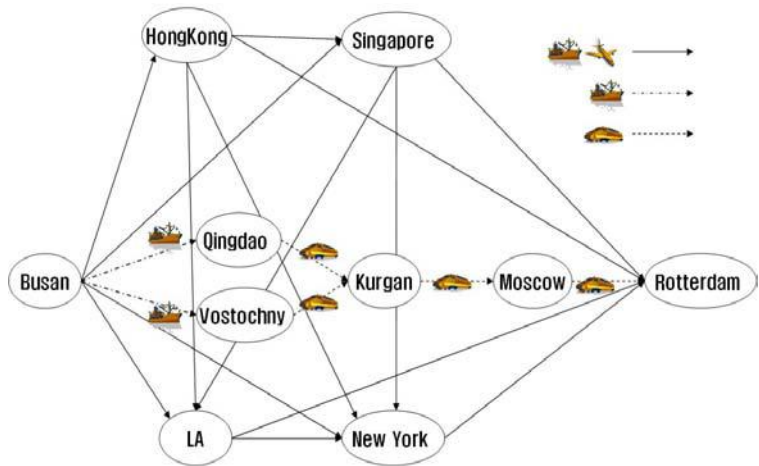 HongKong
Singapore
Qingdao
Busan
Kurgan
Moscow
Rotterdam
Vostochny
LA
New York